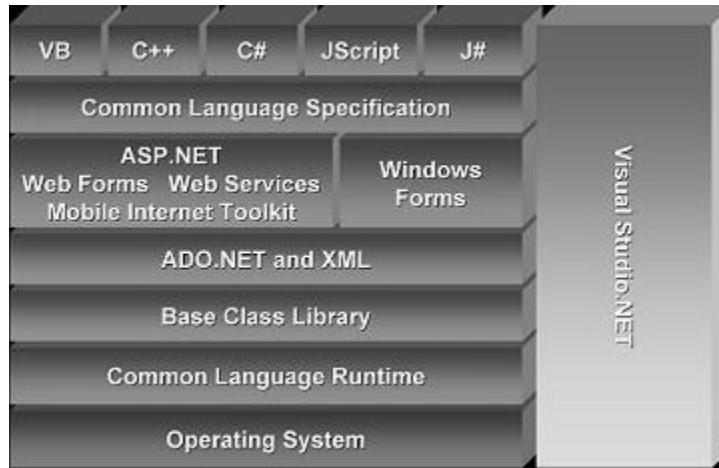 VB C++ C# JScript J#
Common Language Specification
ASP.NET
Web Forms Web Services
Mobile Internet Toolkit
Windows
Forms
ADO.NET and XML
Base Class Library
Common Language Runtime
Operating System
Visual Studio.NET